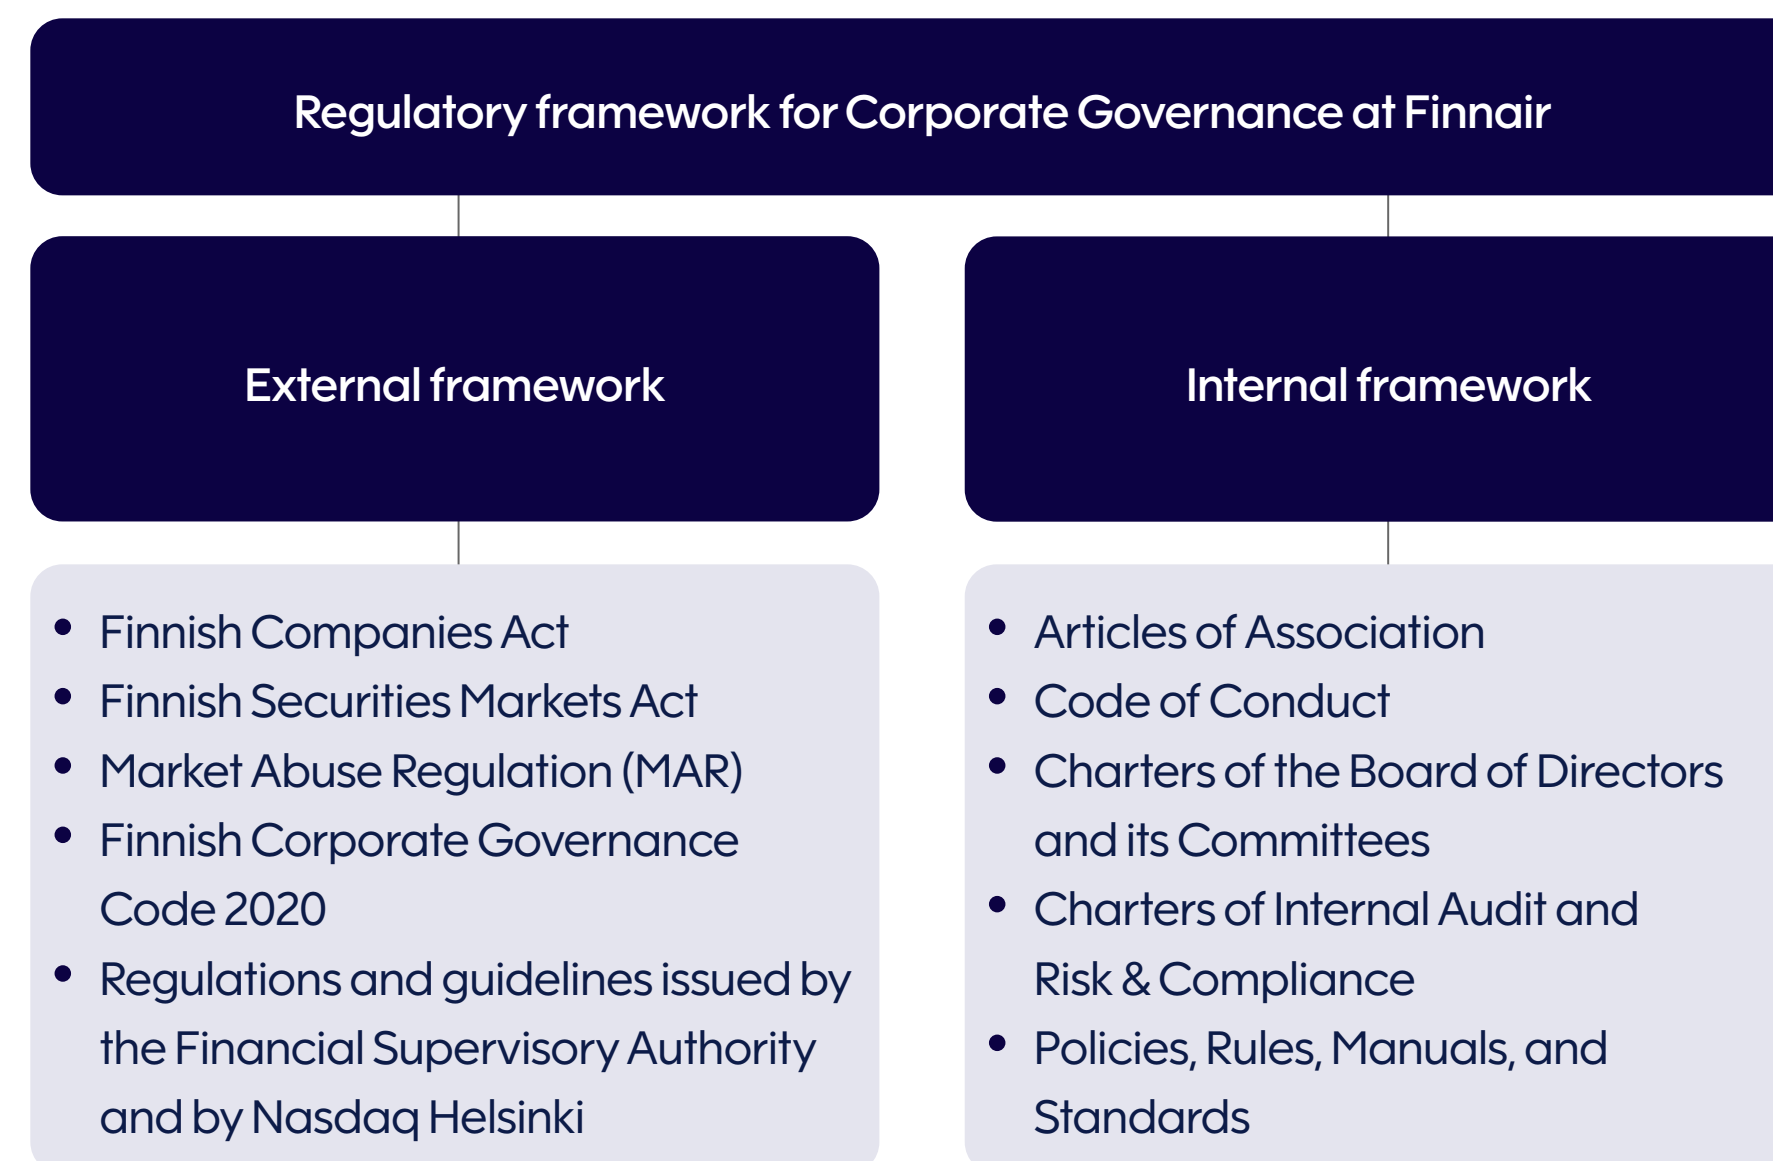 Regulatory framework for Corporate Governance at Finnair
External framework
Internal framework
• Finnish Companies Act
• Finnish Securities Markets Act
• Market Abuse Regulation (MAR)
• Finnish Corporate Governance
Code 2020
• Regulations and guidelines issued by
the Financial Supervisory Authority
and by Nasdaq Helsinki
• Articles of Association
• Code of Conduct
• Charters of the Board of Directors
and its Committees
• Charters of Internal Audit and
Risk & Compliance
• Policies, Rules, Manuals, and
Standards